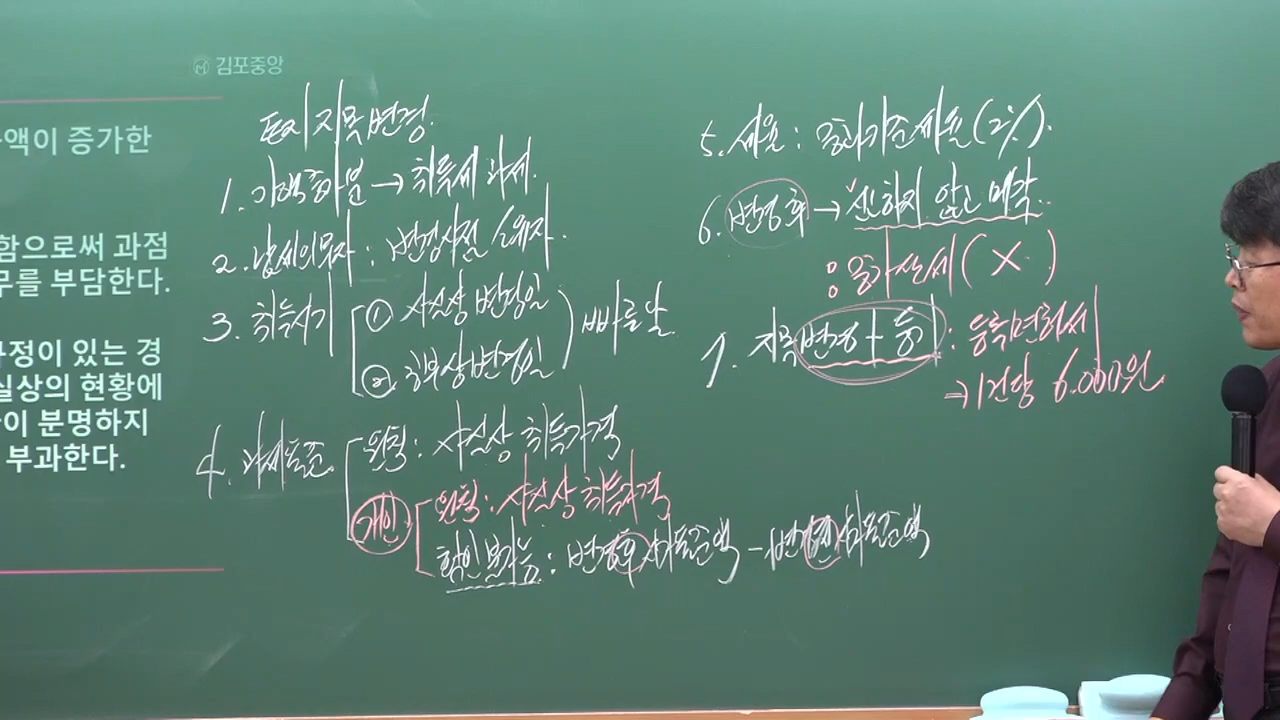 김포중앙
액이 증가한
함으로써 과점
무를 부담한다.
규정이 있는 경
실상의 현황에
이 분명하지
부과한다.
토지 지목변경.
1. 가액증가분 → 취득세 과세.
2. 납세의무자 : 변경시점 소유자.
3. 취득시기 ① 사실상 변경일
② 공부상 변경일
빠른 날.
4. 과세표준 원칙 : 사실상 취득가격
개인 원칙 : 사실상 취득가격
확인 불가능 : 변경후 시가표준액 - 변경전 시가표준액
5. 세율 : 중과기준세율(2%).
6. 변경 후 → 신고하지 않고 매각.
: 중가산세( X )
7. 지목변경 + 등기 : 등록면허세
⇒ 1건당 6,000원.